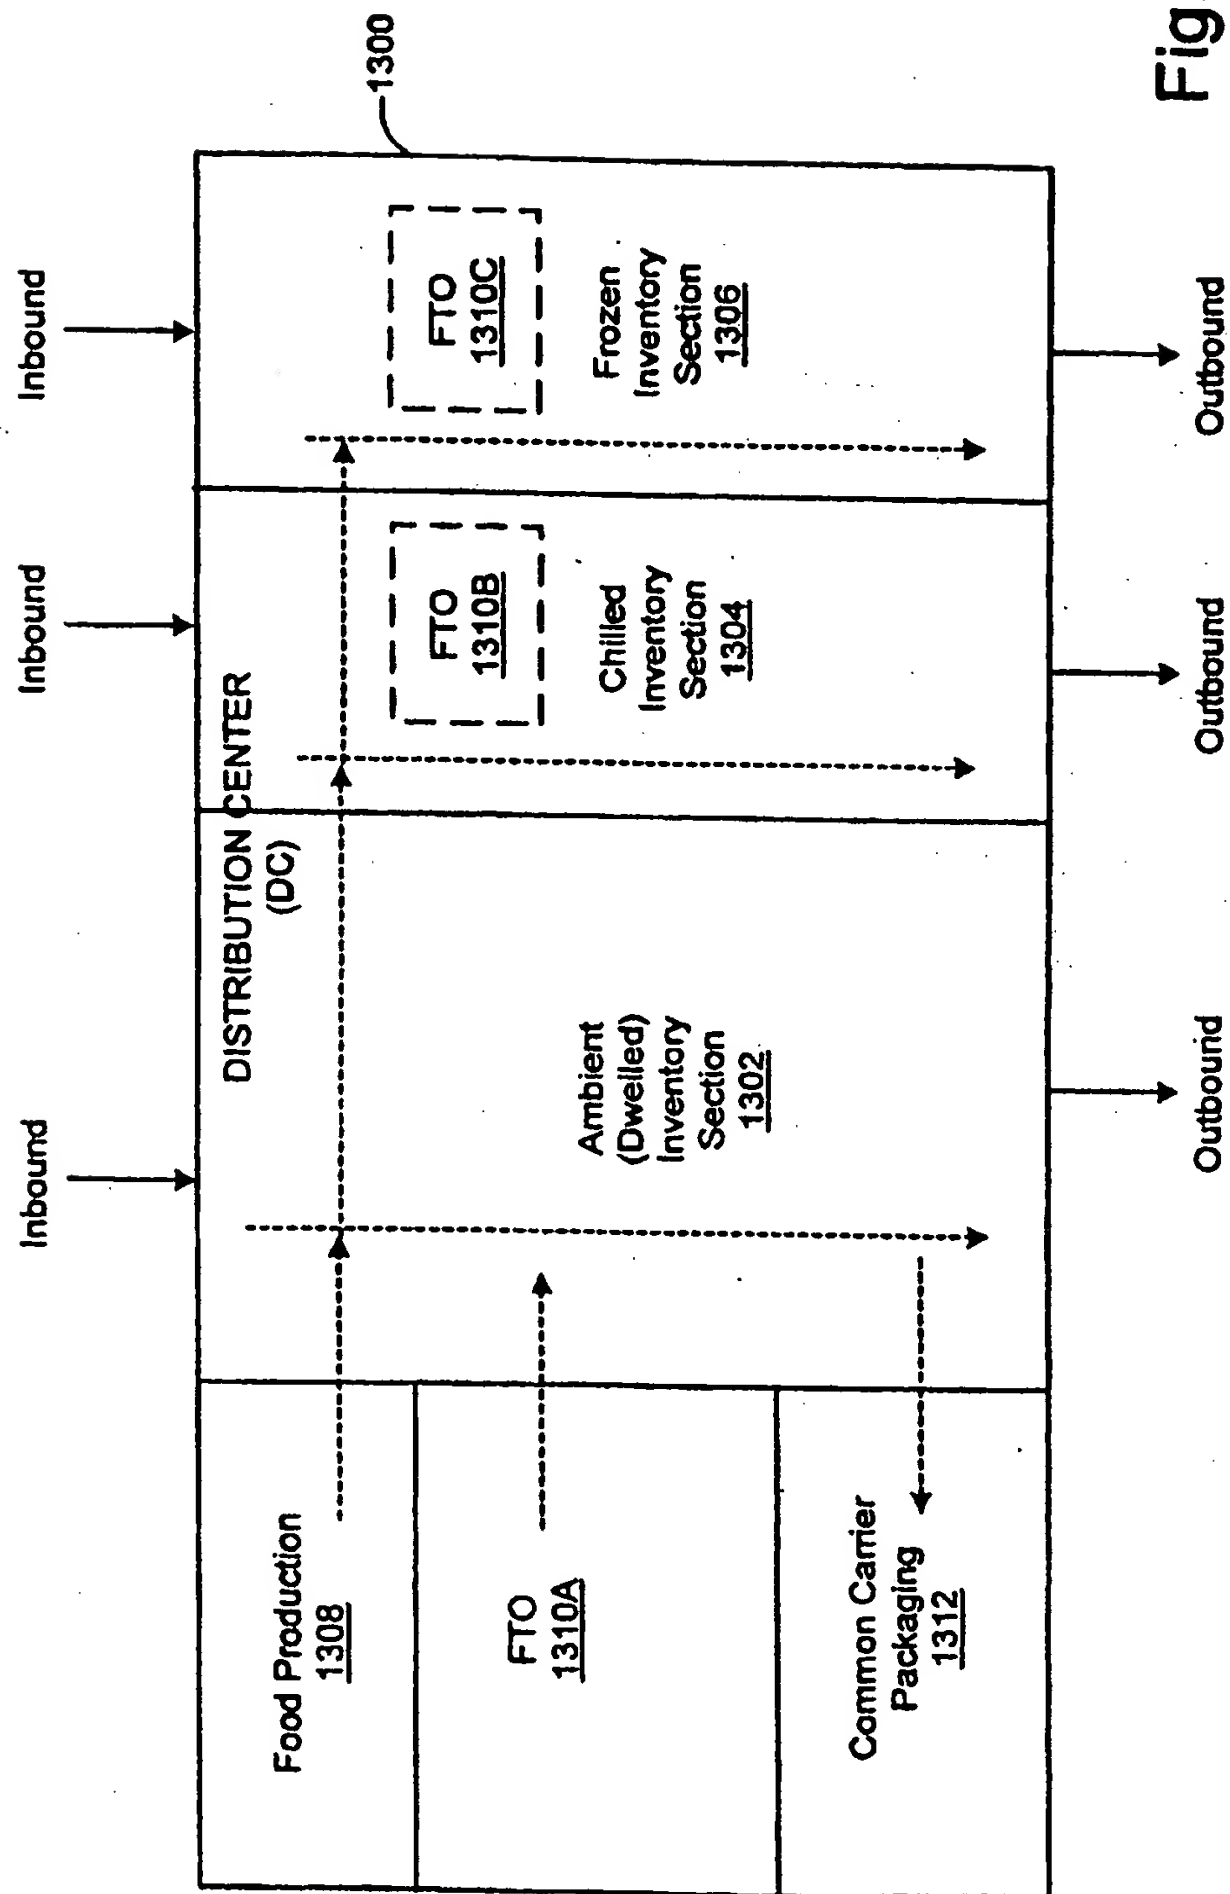 Inbound
Inbound
Inbound
1300
DISTRIBUTION CENTER
(DC)
Food Production
1308
FTO
1310A
Common Carrier
Packaging
1312
Ambient
(Dwelled)
Inventory
Section
1302
FTO
1310B
Chilled
Inventory
Section
1304
FTO
1310C
Frozen
Inventory
Section
1306
Outbound
Outbound
Outbound
Fig.